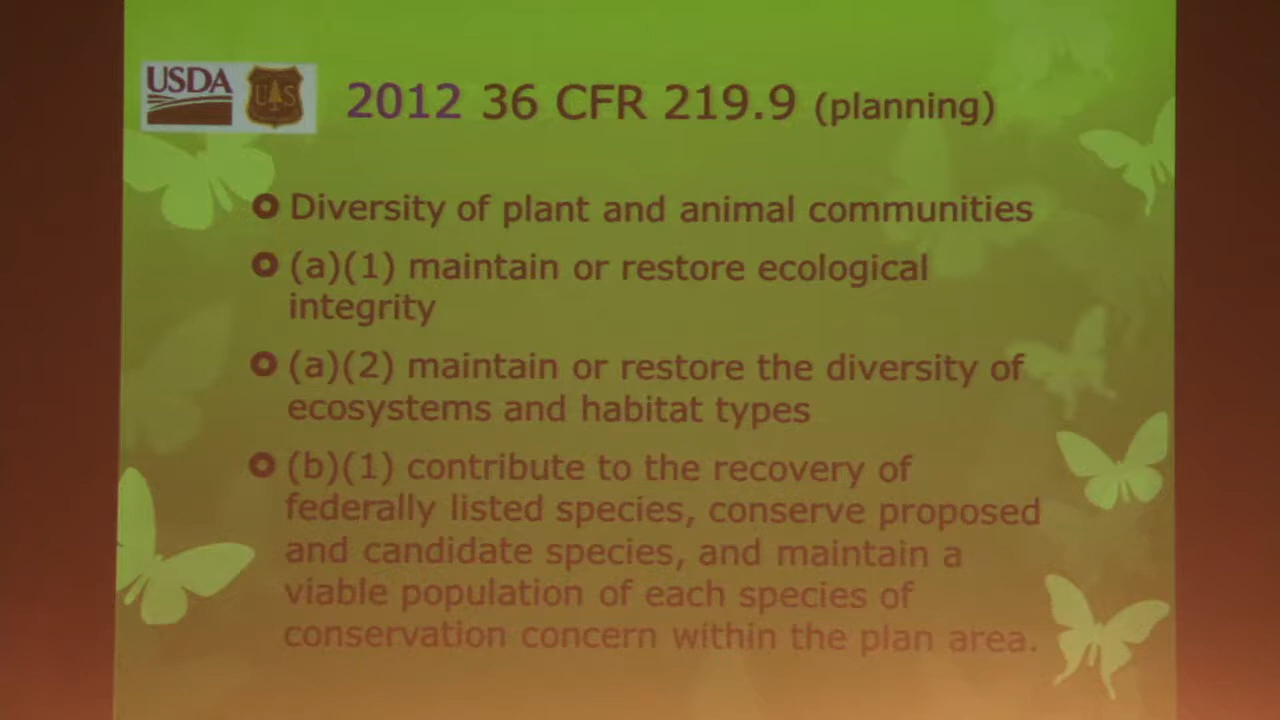 USDA
UAS
2012 36 CFR 219.9 (planning)
Diversity of plant and animal communities
(a)(1) maintain or restore ecological
integrity
(a)(2) maintain or restore the diversity of
ecosystems and habitat types
(b)(1) contribute to the recovery of
federally listed species, conserve proposed
and candidate species, and maintain a
viable population of each species of
conservation concern within the plan area.